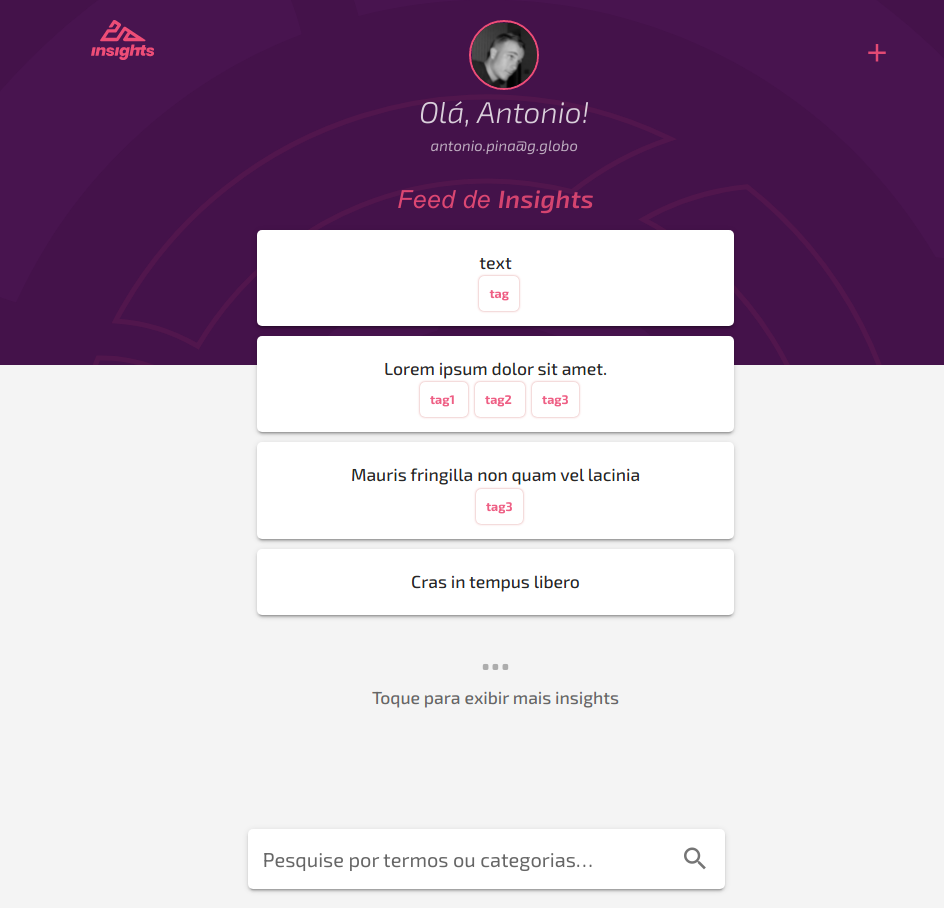 insights
Olá, Antonio!
antonio.pina@g.globo
Feed de Insights
text
tag
Lorem ipsum dolor sit amet.
tag1 tag2 tag3
Mauris fringilla non quam vel lacinia
tag3
Cras in tempus libero
Toque para exibir mais insights
Pesquise por termos ou categorias...